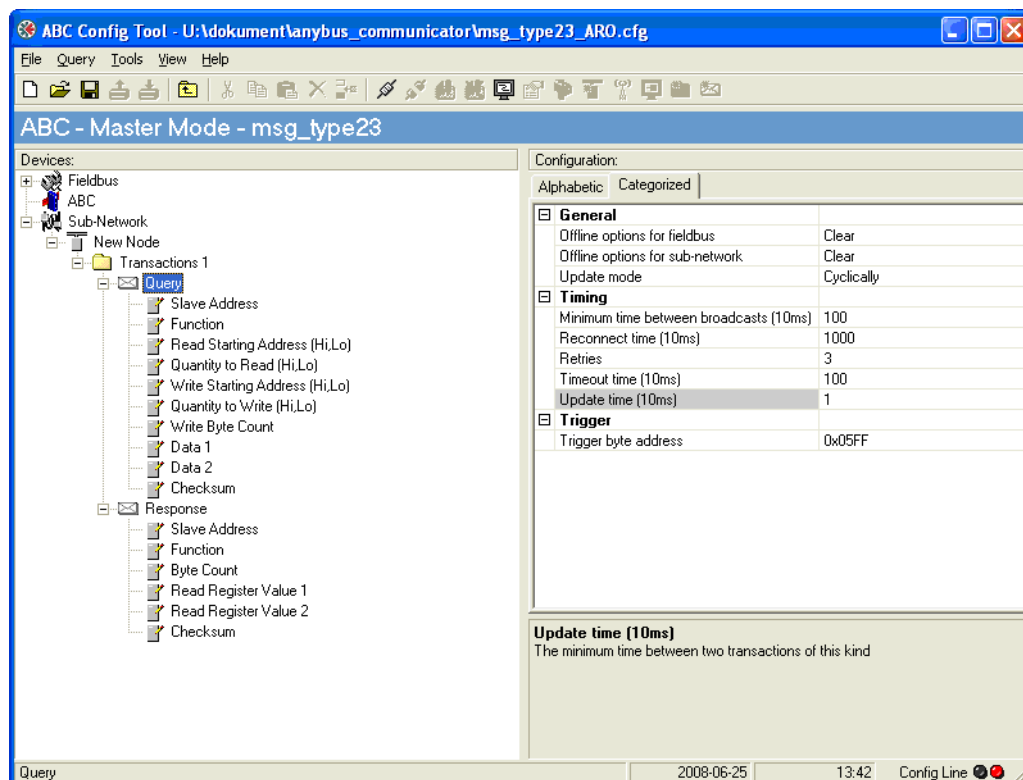 ABC Config Tool - U:\dokument\anybus_communicator\msg_type23_ARO.cfg
File Query Tools View Help
ABC - Master Mode - msg_type23
Devices:
Fieldbus
ABC
Sub-Network
New Node
Transactions 1
Query
Slave Address
Function
Read Starting Address (Hi,Lo)
Quantity to Read (Hi,Lo)
Write Starting Address (Hi,Lo)
Quantity to Write (Hi,Lo)
Write Byte Count
Data 1
Data 2
Checksum
Response
Slave Address
Function
Byte Count
Read Register Value 1
Read Register Value 2
Checksum
Configuration:
Alphabetic Categorized
General
Offline options for fieldbus Clear
Offline options for sub-network Clear
Update mode Cyclically
Timing
Minimum time between broadcasts (10ms) 100
Reconnect time (10ms) 1000
Retries 3
Timeout time (10ms) 100
Update time (10ms) 1
Trigger
Trigger byte address 0x05FF
Update time (10ms)
The minimum time between two transactions of this kind
Query 2008-06-25 13:42 Config Line